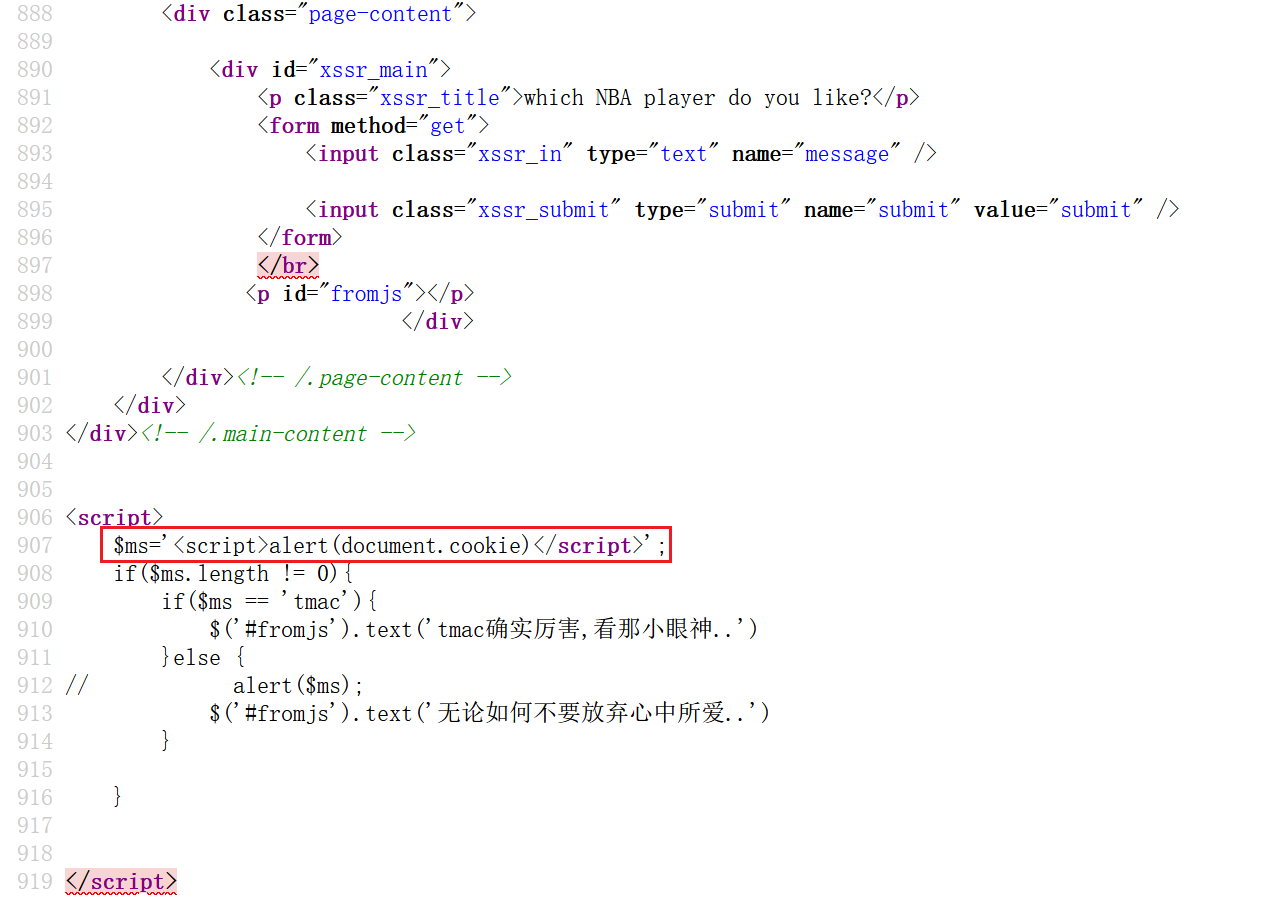 888 <div class="page-content">
889
890 <div id="xssr_main">
891 <p class="xssr_title">which NBA player do you like?</p>
892 <form method="get">
893 <input class="xssr_in" type="text" name="message" />
894
895 <input class="xssr_submit" type="submit" name="submit" value="submit" />
896 </form>
897 </br>
898 <p id="fromjs"></p>
899 </div>
900
901 </div><!-- /.page-content -->
902 </div>
903 </div><!-- /.main-content -->
904
905
906 <script>
907 $ms='<script>alert(document.cookie)</script>';
908 if($ms.length != 0){
909 if($ms == 'tmac'){
910 $('#fromjs').text('tmac确实厉害,看那小眼神..')
911 }else {
912 // alert($ms);
913 $('#fromjs').text('无论如何不要放弃心中所爱..')
914 }
915
916 }
917
918
919 </script>